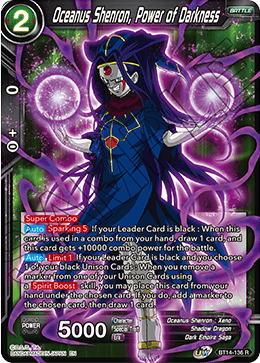 2
Oceanus Shenron, Power of Darkness
BATTLE
0 + 0
Super Combo
Auto Sparking 5 If your Leader Card is black : When this
card is used in a combo from your hand, draw 1 card, and
this card gets +10000 combo power for the battle.
Auto Limit 1 If your Leader Card is black and you choose
1 of your black Unison Cards: When you remove a
marker from one of your Unison Cards using
a Spirit Boost skill, you may place this card from
your hand under the chosen card. If you do, add a marker
to the chosen card, then draw 1 card.
POWER
5000
Character
Oceanus Shenron : Xeno
Special Trait
Shadow Dragon
Era
Dark Empire Saga
BT14-136 R